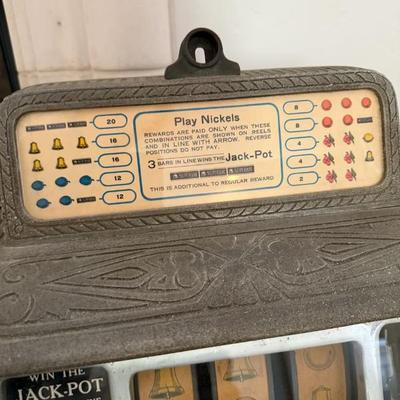 20
16
16
12
12
Play Nickels
REWARDS ARE PAID ONLY WHEN THESE
COMBINATIONS ARE SHOWN ON REELS
AND IN LINE WITH ARROW. REVERSE
POSITIONS DO NOT PAY.
3 BARS IN LINE WINS THE Jack-Pot
THIS IS ADDITIONAL TO REGULAR REWARD
8
8
4
4
2
WIN THE
JACK-POT